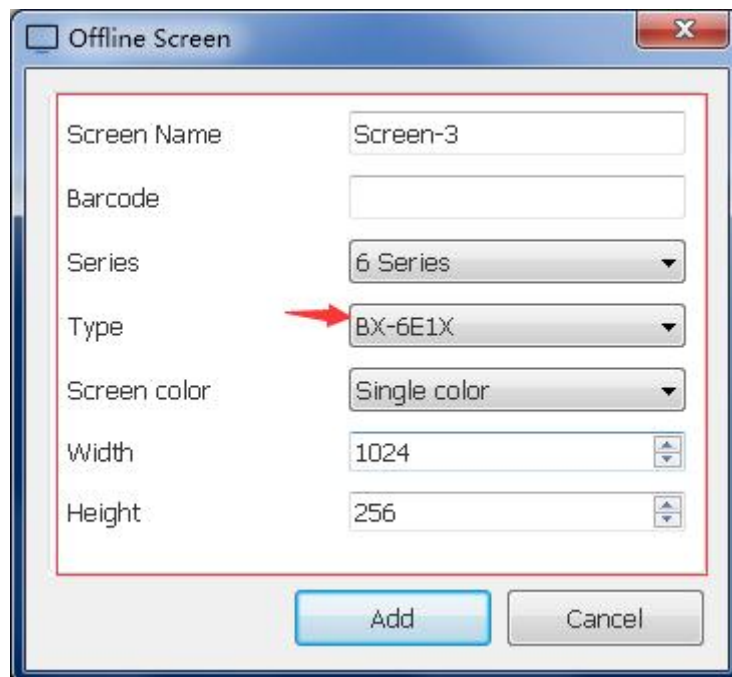 Offline Screen
Screen Name Screen-3
Barcode
Series 6 Series
Type BX-6E1X
Screen color Single color
Width 1024
Height 256
Add Cancel